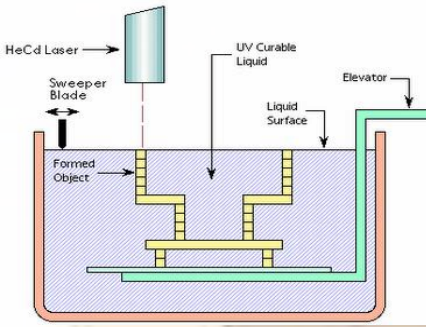 HeCd Laser
UV Curable
Liquid
Elevator
Sweeper
Blade
Liquid
Surface
Formed
Object